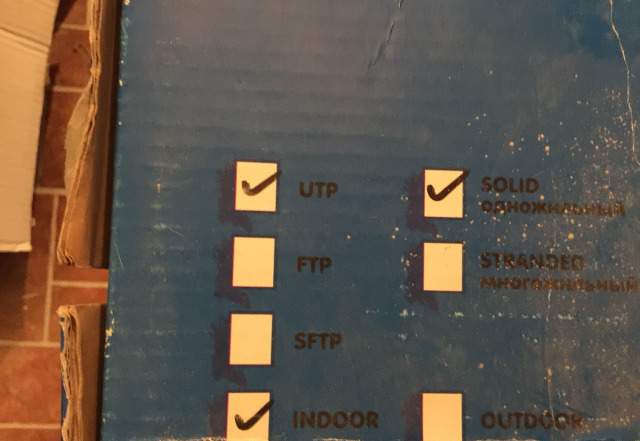 UTP
SOLID
одножильный
FTP
STRANDED
многожильный
SFTP
INDOOR
OUTDOOR